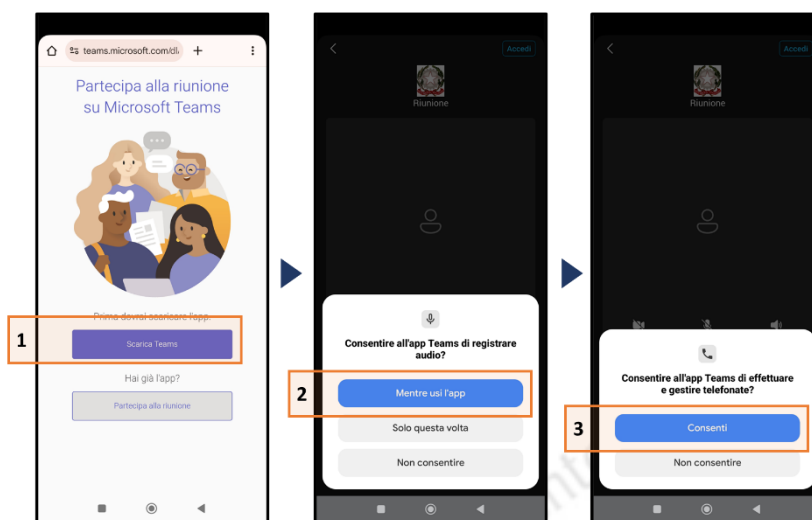 teams.microsoft.com/dl
Partecipa alla riunione
su Microsoft Teams
Prima dovrai scaricare l'app.
1
Scarica Teams
Hai già l'app?
Partecipa alla riunione
Accedi
Riunione
Consentire all'app Teams di registrare
audio?
2
Mentre usi l'app
Solo questa volta
Non consentire
Accedi
Riunione
Consentire all'app Teams di effettuare
e gestire telefonate?
3
Consenti
Non consentire